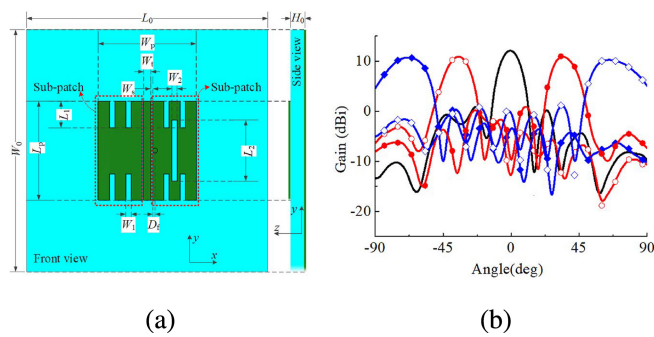 L0
H0
Wp
Wt
Ws
W2
Sub-patch
Sub-patch
Side view
L1
L2
Lp
W0
W1
Df
y
x
z
y
Front view
(a)
10
0
-10
-20
Gain (dBi)
-90
-45
0
45
90
Angle(deg)
(b)